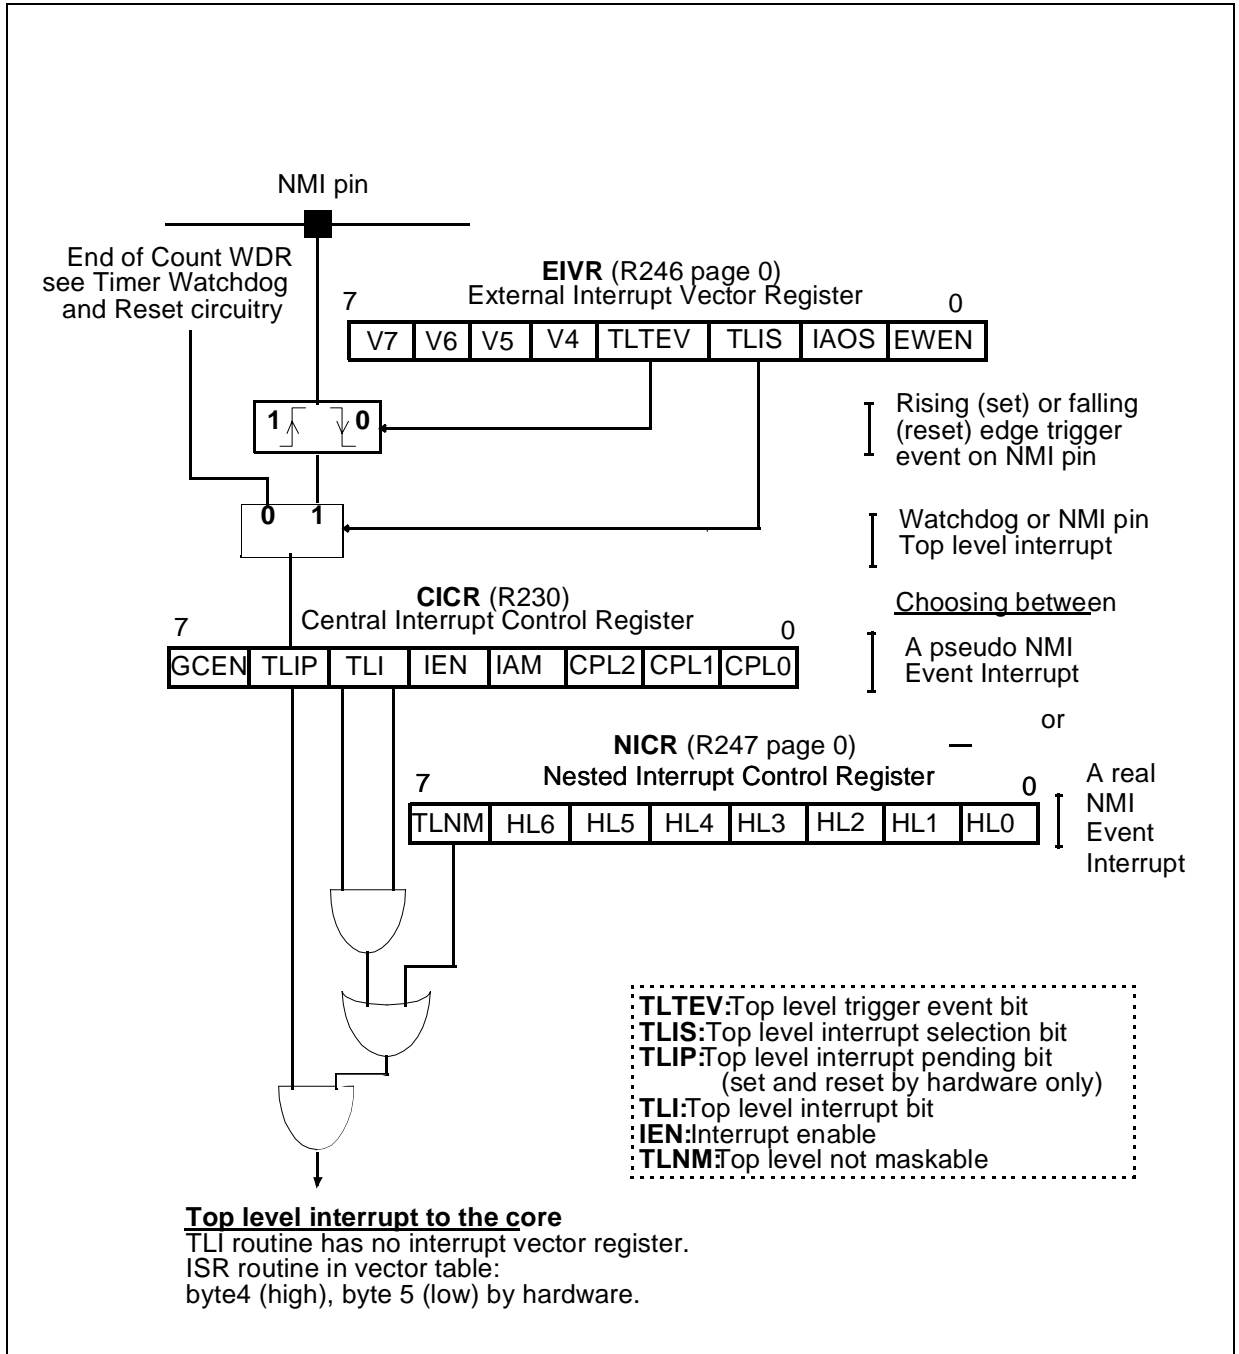 NMI pin
End of Count WDR
see Timer Watchdog
and Reset circuitry
EIVR (R246 page 0)
External Interrupt Vector Register
7 0
V7 V6 V5 V4 TLTEV TLIS IAOS EWEN
1 0
Rising (set) or falling
(reset) edge trigger
event on NMI pin
0 1
Watchdog or NMI pin
Top level interrupt
CICR (R230)
Central Interrupt Control Register
7 0
GCEN TLIP TLI IEN IAM CPL2 CPL1 CPL0
Choosing between
A pseudo NMI
Event Interrupt
or
NICR (R247 page 0)
Nested Interrupt Control Register
7 0
TLNM HL6 HL5 HL4 HL3 HL2 HL1 HL0
A real
NMI
Event
Interrupt
TLTEV:Top level trigger event bit
TLIS:Top level interrupt selection bit
TLIP:Top level interrupt pending bit
(set and reset by hardware only)
TLI:Top level interrupt bit
IEN:Interrupt enable
TLNM:Top level not maskable
Top level interrupt to the core
TLI routine has no interrupt vector register.
ISR routine in vector table:
byte4 (high), byte 5 (low) by hardware.